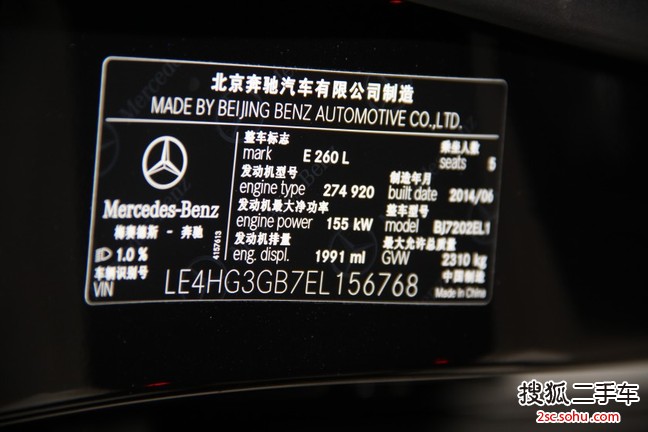 北京奔驰汽车有限公司制造
MADE BY BEIJING BENZ AUTOMOTIVE CO.,LTD.
整车标志 乘坐人数
mark E 260 L seats 5
发动机型号 制造年月
engine type 274 920 built date 2014/06
发动机最大净功率 整车型号
engine power 155 kW model BJ7202EL1
发动机排量 最大允许总质量
eng. displ. 1991 ml GVW 2310 kg
Mercedes-Benz
梅赛德斯 - 奔驰
4157613
1.0 %
车辆识别号 中国制造
VIN LE4HG3GB7EL156768 Made in China
搜狐二手车
2sc.sohu.com